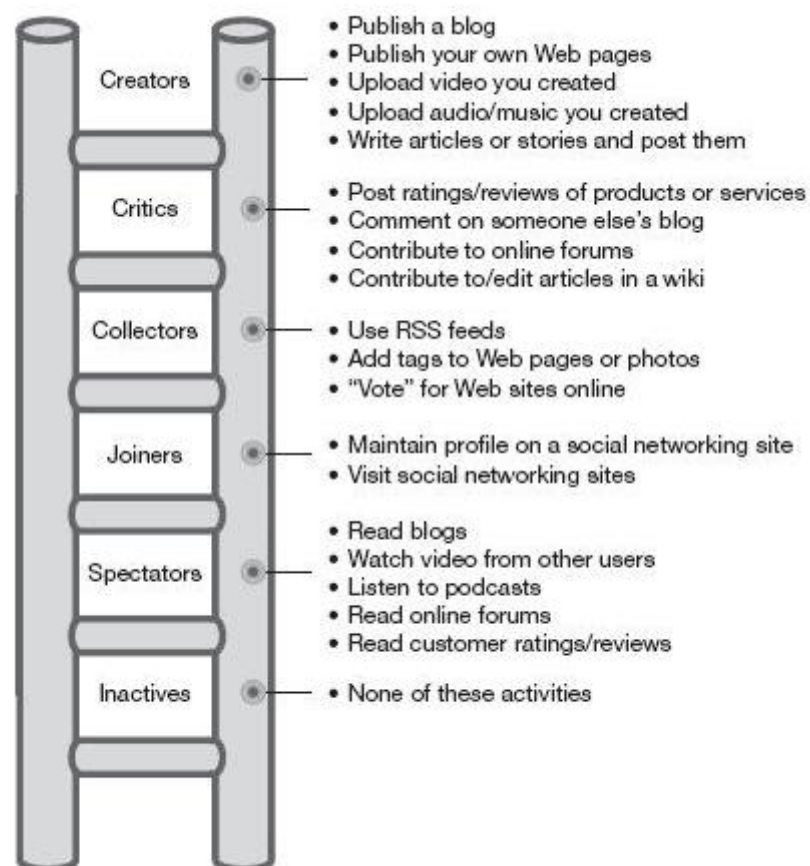 Creators
• Publish a blog
• Publish your own Web pages
• Upload video you created
• Upload audio/music you created
• Write articles or stories and post them
Critics
• Post ratings/reviews of products or services
• Comment on someone else's blog
• Contribute to online forums
• Contribute to/edit articles in a wiki
Collectors
• Use RSS feeds
• Add tags to Web pages or photos
• “Vote” for Web sites online
Joiners
• Maintain profile on a social networking site
• Visit social networking sites
Spectators
• Read blogs
• Watch video from other users
• Listen to podcasts
• Read online forums
• Read customer ratings/reviews
Inactives
• None of these activities